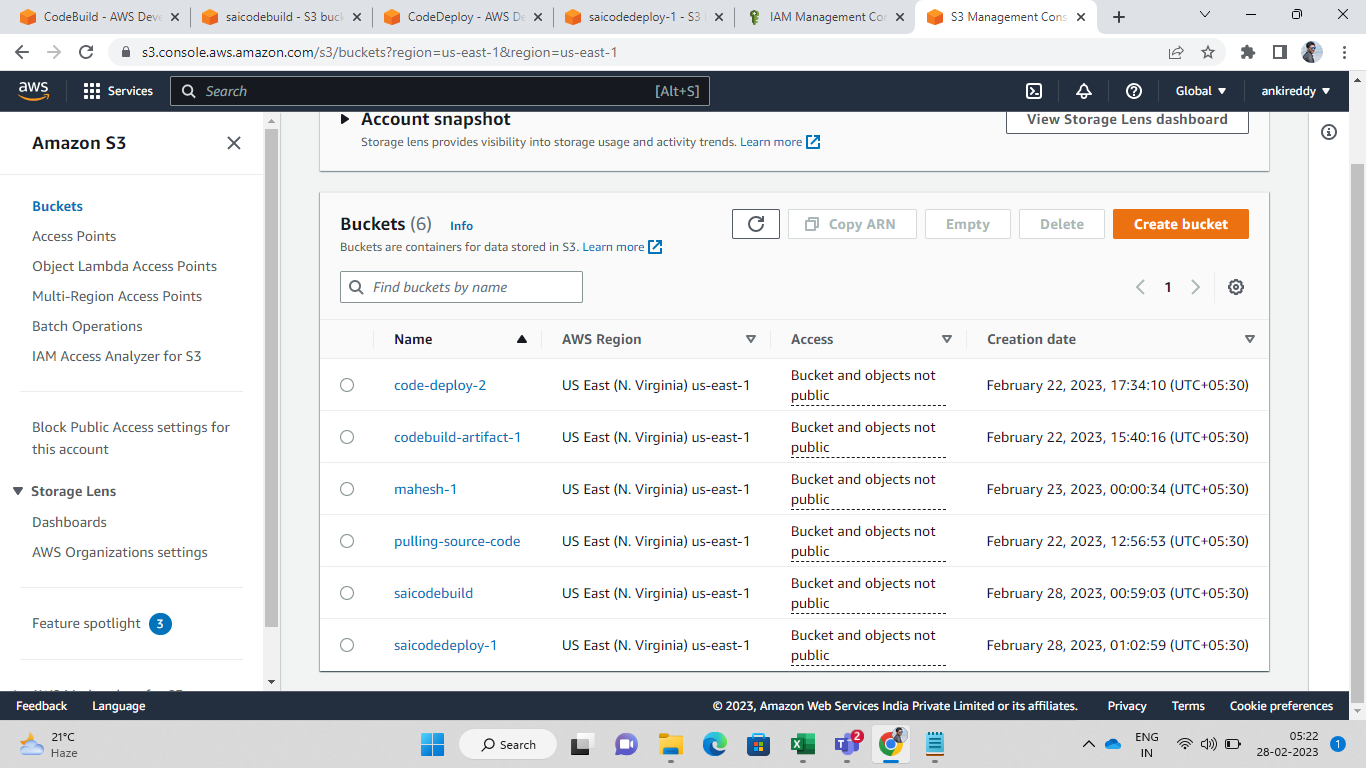 CodeBuild - AWS Deve
saicodebuild - S3 buck
CodeDeploy - AWS De
saicodedeploy-1 - S3
IAM Management Con
S3 Management Cons
s3.console.aws.amazon.com/s3/buckets?region=us-east-1&region=us-east-1
aws
Services
Search
[Alt+S]
Global
ankireddy
Amazon S3
Buckets
Access Points
Object Lambda Access Points
Multi-Region Access Points
Batch Operations
IAM Access Analyzer for S3
Block Public Access settings for
this account
Storage Lens
Dashboards
AWS Organizations settings
Feature spotlight 3
Account snapshot
View Storage Lens dashboard
Storage lens provides visibility into storage usage and activity trends. Learn more
Buckets (6) Info
Copy ARN
Empty
Delete
Create bucket
Buckets are containers for data stored in S3. Learn more
Find buckets by name
1
Name AWS Region Access Creation date
code-deploy-2 US East (N. Virginia) us-east-1 Bucket and objects not
public
February 22, 2023, 17:34:10 (UTC+05:30)
codebuild-artifact-1 US East (N. Virginia) us-east-1 Bucket and objects not
public
February 22, 2023, 15:40:16 (UTC+05:30)
mahesh-1 US East (N. Virginia) us-east-1 Bucket and objects not
public
February 23, 2023, 00:00:34 (UTC+05:30)
pulling-source-code US East (N. Virginia) us-east-1 Bucket and objects not
public
February 22, 2023, 12:56:53 (UTC+05:30)
saicodebuild US East (N. Virginia) us-east-1 Bucket and objects not
public
February 28, 2023, 00:59:03 (UTC+05:30)
saicodedeploy-1 US East (N. Virginia) us-east-1 Bucket and objects not
public
February 28, 2023, 01:02:59 (UTC+05:30)
Feedback Language © 2023, Amazon Web Services India Private Limited or its affiliates. Privacy Terms Cookie preferences
21°C
Haze
Search
2
ENG
IN
05:22
28-02-2023
1